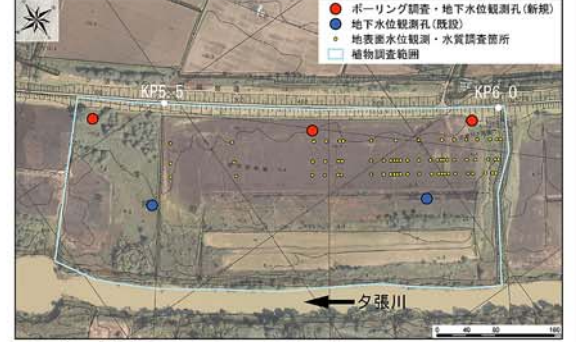 ボーリング調査・地下水位観測孔(新規)
地下水位観測孔(既設)
地表面水位観測・水質調査箇所
植物調査範囲
KP5.5
KP6.0
夕張川
0 40 80 160